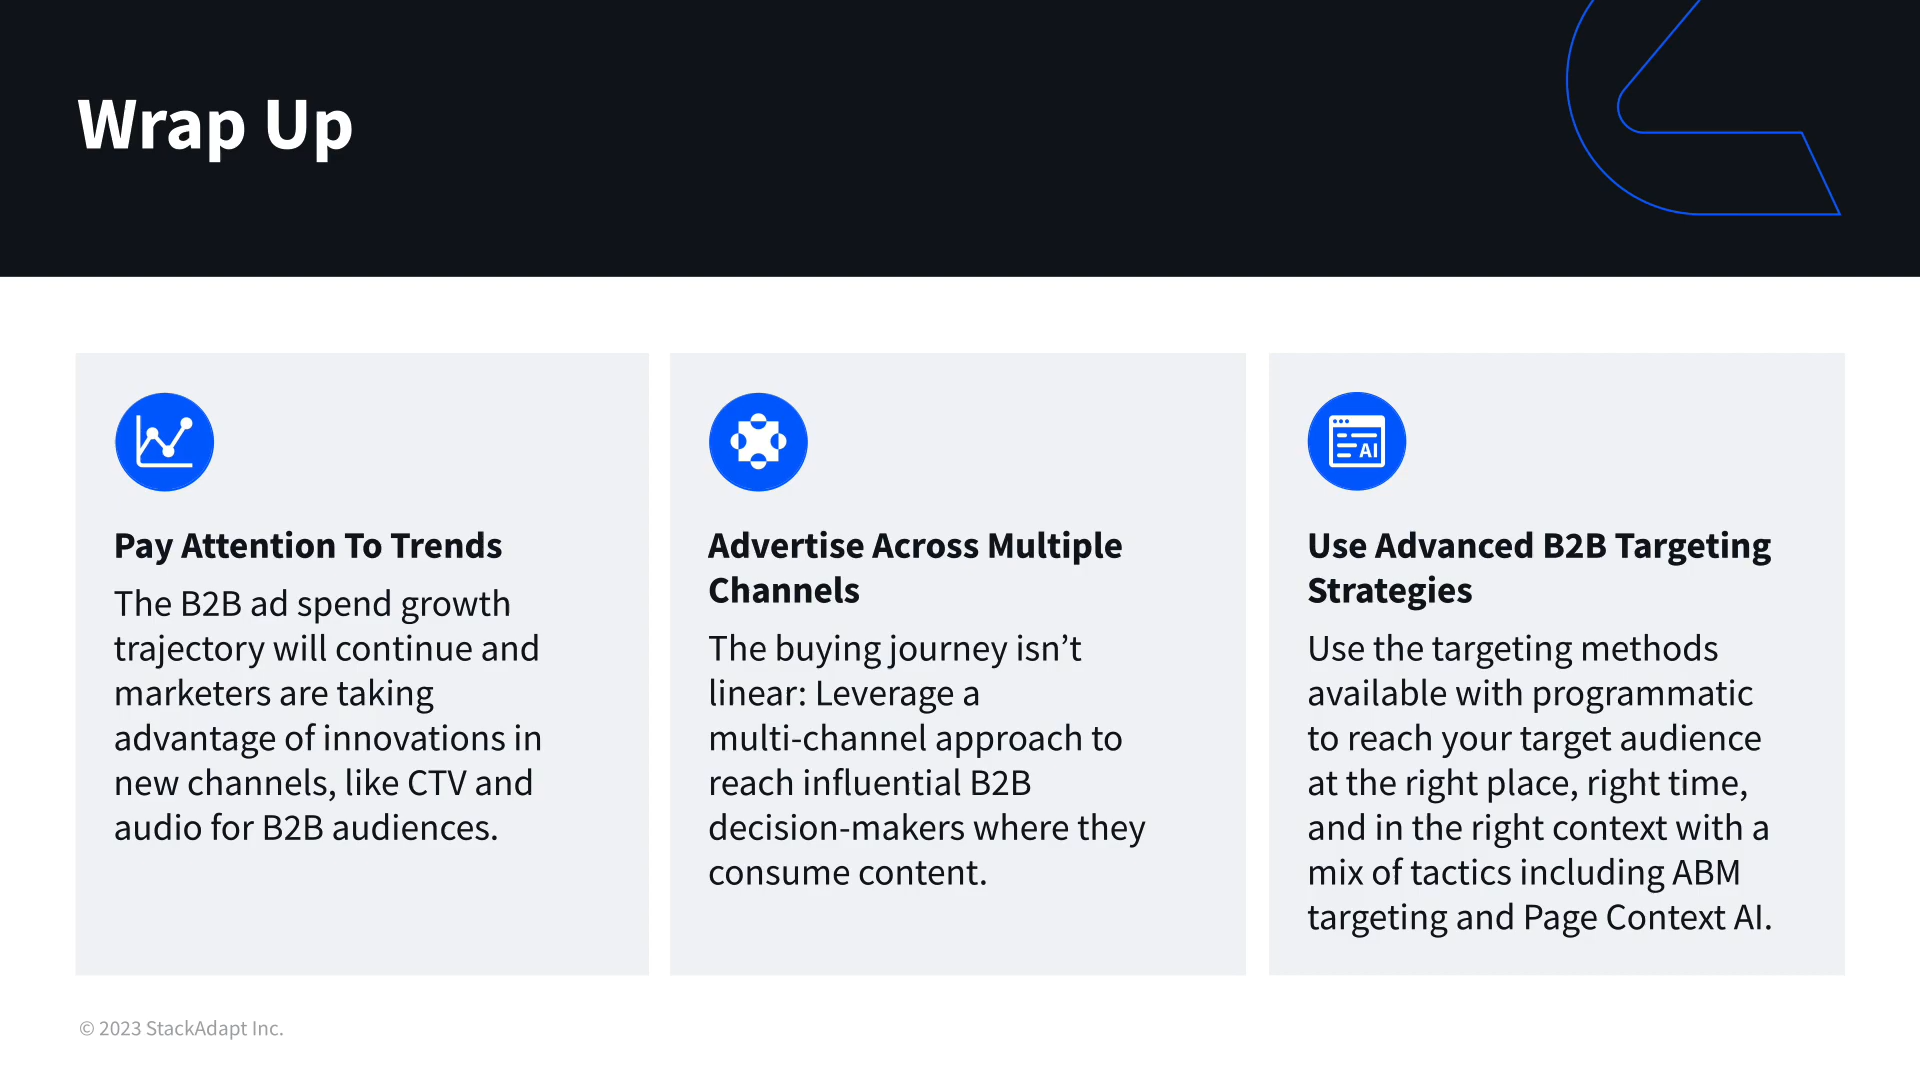 Wrap Up
AI
Pay Attention To Trends
The B2B ad spend growth
trajectory will continue and
marketers are taking
advantage of innovations in
new channels, like CTV and
audio for B2B audiences.
Advertise Across Multiple
Channels
The buying journey isn’t
linear: Leverage a
multi-channel approach to
reach influential B2B
decision-makers where they
consume content.
Use Advanced B2B Targeting
Strategies
Use the targeting methods
available with programmatic
to reach your target audience
at the right place, right time,
and in the right context with a
mix of tactics including ABM
targeting and Page Context AI.
© 2023 StackAdapt Inc.